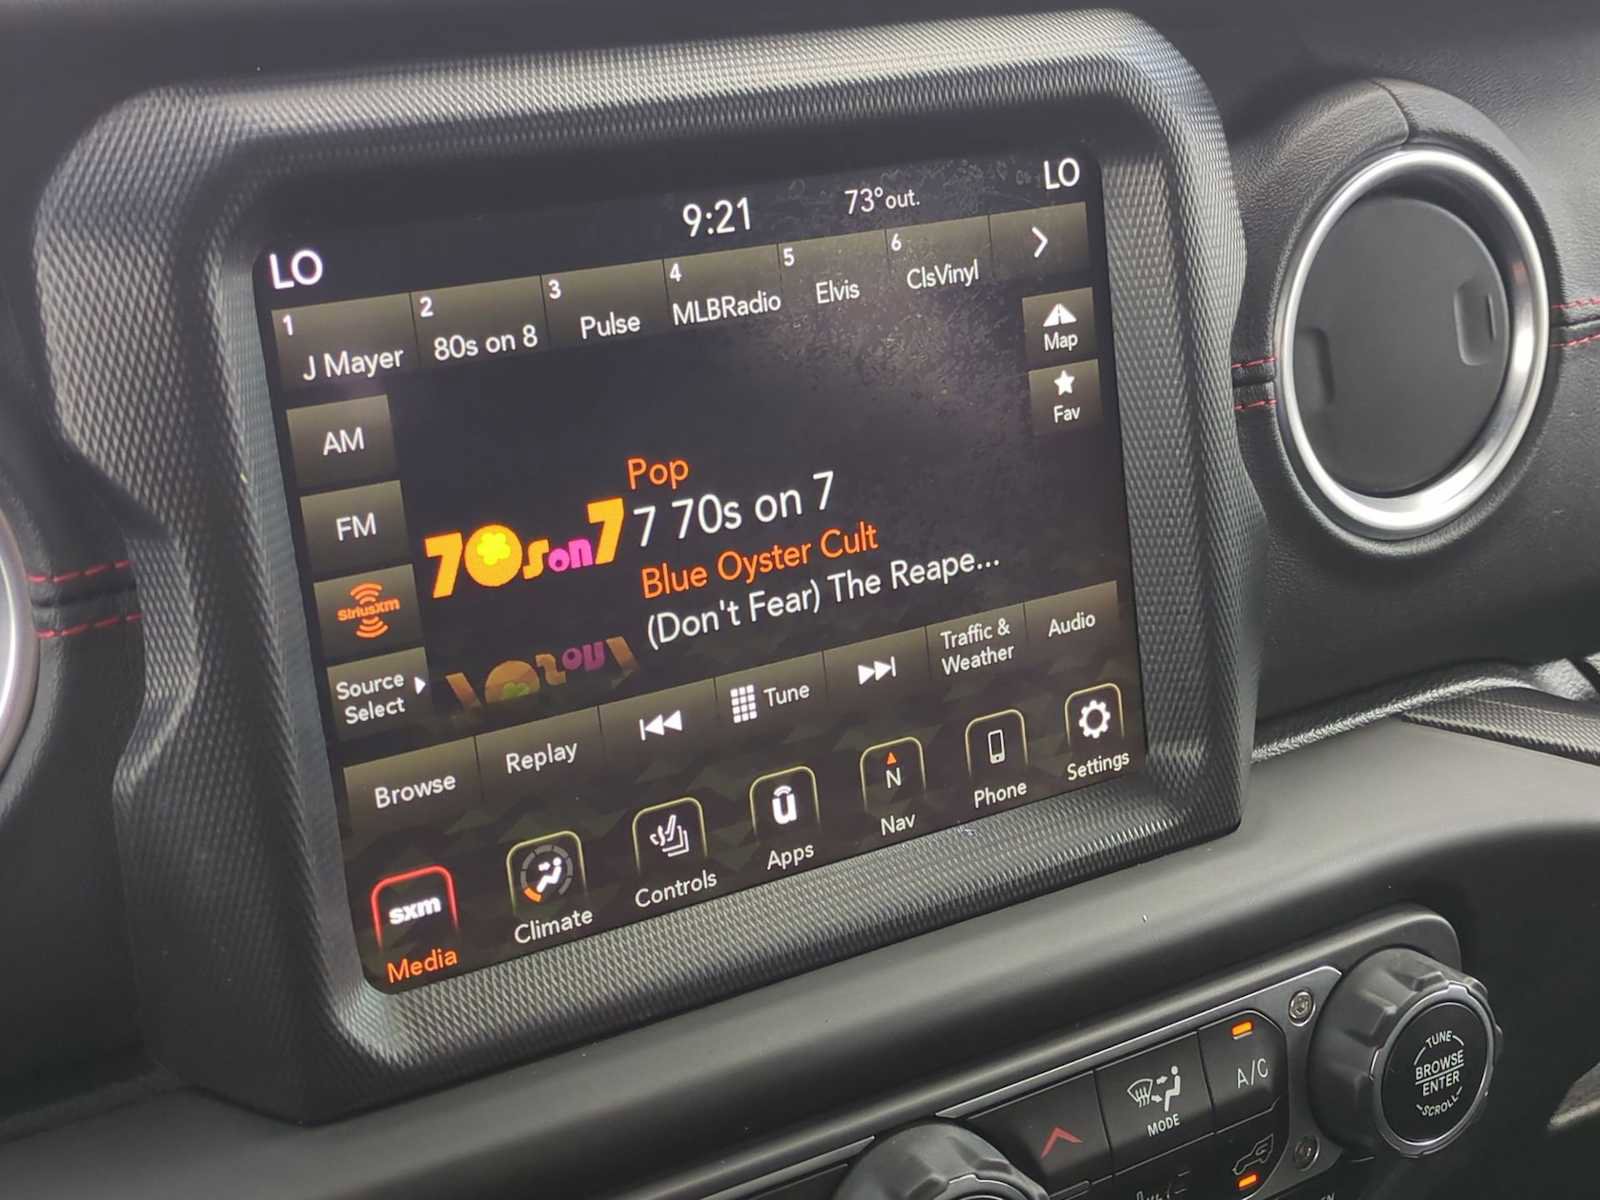 LO
9:21
73°out.
LO
1
J Mayer
2
80s on 8
3
Pulse
4
MLBRadio
5
Elvis
6
ClsVinyl
Map
Fav
AM
FM
SiriusXM
Source
Select
70s on 7
Pop
7 70s on 7
Blue Oyster Cult
(Don't Fear) The Reape...
Browse
Replay
Tune
Traffic &
Weather
Audio
sxm
Media
Climate
Controls
Apps
N
Nav
Phone
Settings
MODE
A/C
TUNE
BROWSE
ENTER
SCROLL